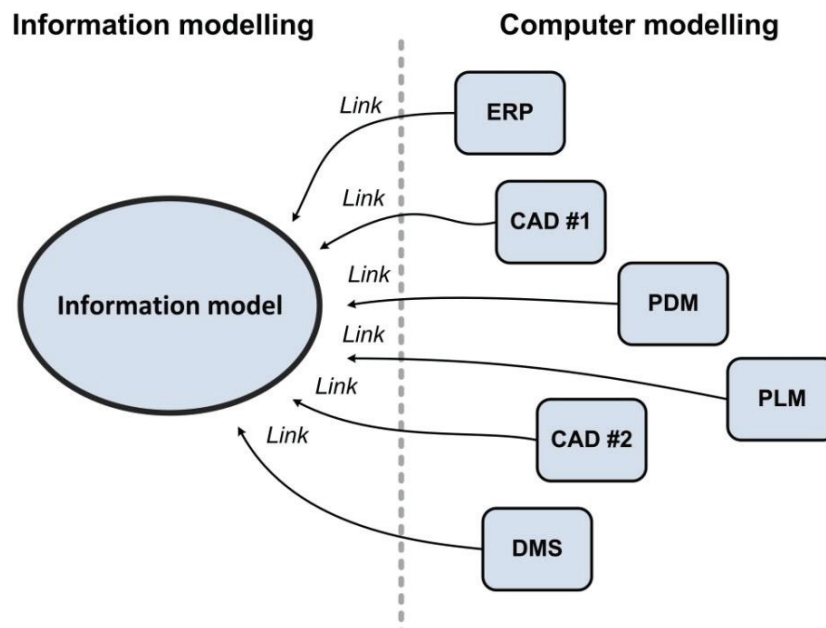 Information modelling
Computer modelling
Link
ERP
Link
CAD #1
Link
PDM
Information model
Link
PLM
Link
CAD #2
Link
DMS